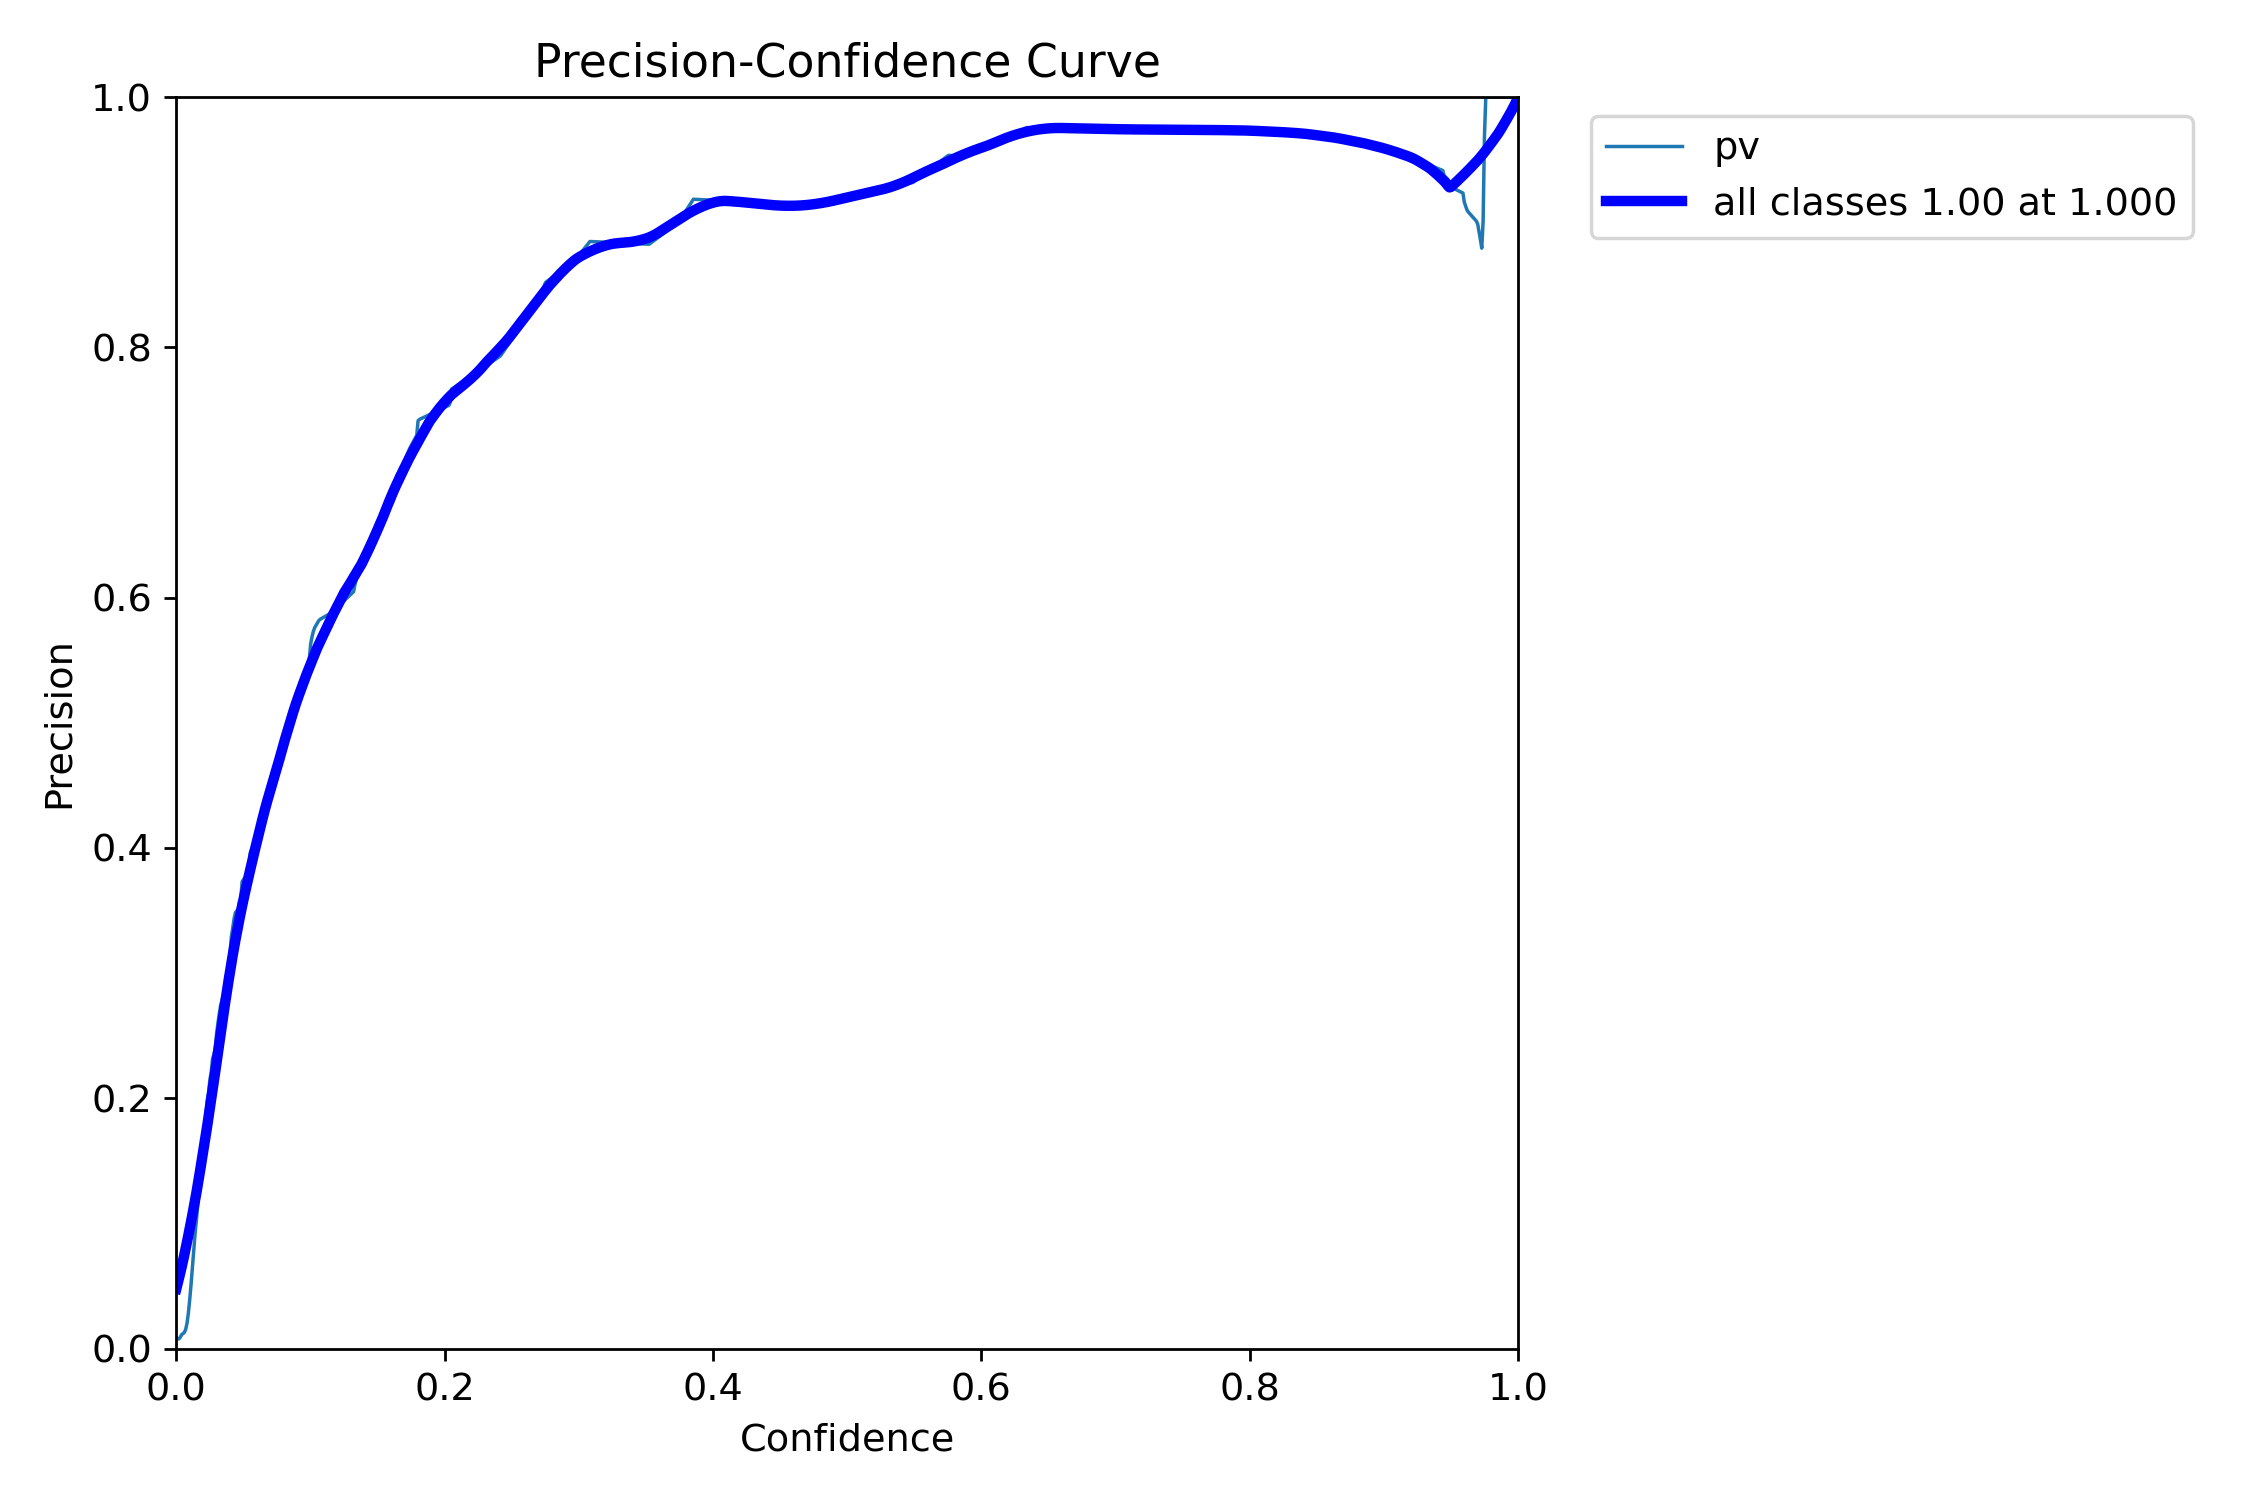 Precision-Confidence Curve
1.0
0.8
0.6
0.4
0.2
0.0
Precision
0.0 0.2 0.4 0.6 0.8 1.0
Confidence
pv
all classes 1.00 at 1.000